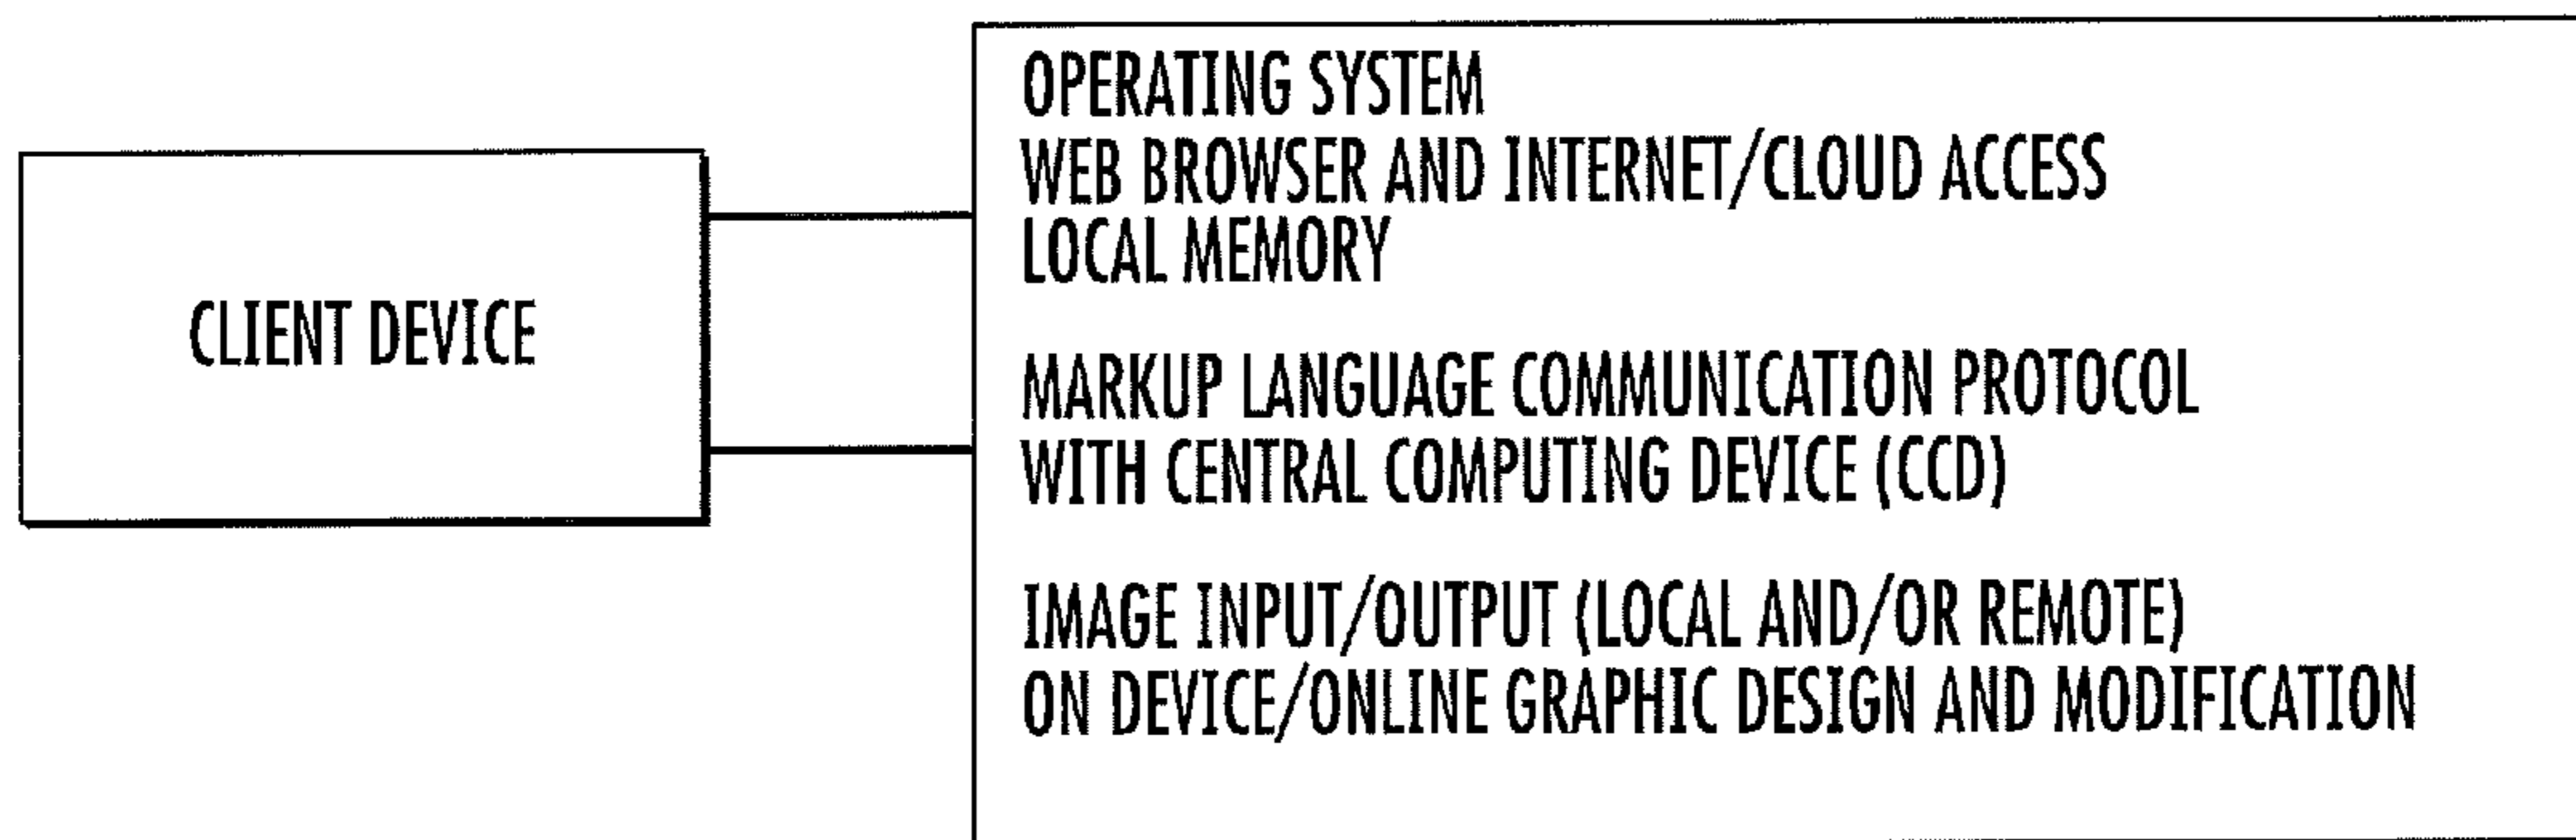 CLIENT DEVICE
OPERATING SYSTEM
WEB BROWSER AND INTERNET/CLOUD ACCESS
LOCAL MEMORY
MARKUP LANGUAGE COMMUNICATION PROTOCOL
WITH CENTRAL COMPUTING DEVICE (CCD)
IMAGE INPUT/OUTPUT (LOCAL AND/OR REMOTE)
ON DEVICE/ONLINE GRAPHIC DESIGN AND MODIFICATION